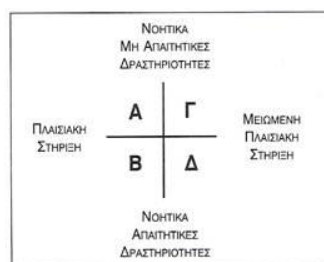 ΝΟΗΤΙΚΑ
ΜΗ ΑΠΑΙΤΗΤΙΚΕΣ
ΔΡΑΣΤΗΡΙΟΤΗΤΕΣ
Α Γ
ΠΛΑΙΣΙΑΚΗ
ΣΤΗΡΙΞΗ
ΜΕΙΩΜΕΝΗ
ΠΛΑΙΣΙΑΚΗ
ΣΤΗΡΙΞΗ
Β Δ
ΝΟΗΤΙΚΑ
ΑΠΑΙΤΗΤΙΚΕΣ
ΔΡΑΣΤΗΡΙΟΤΗΤΕΣ